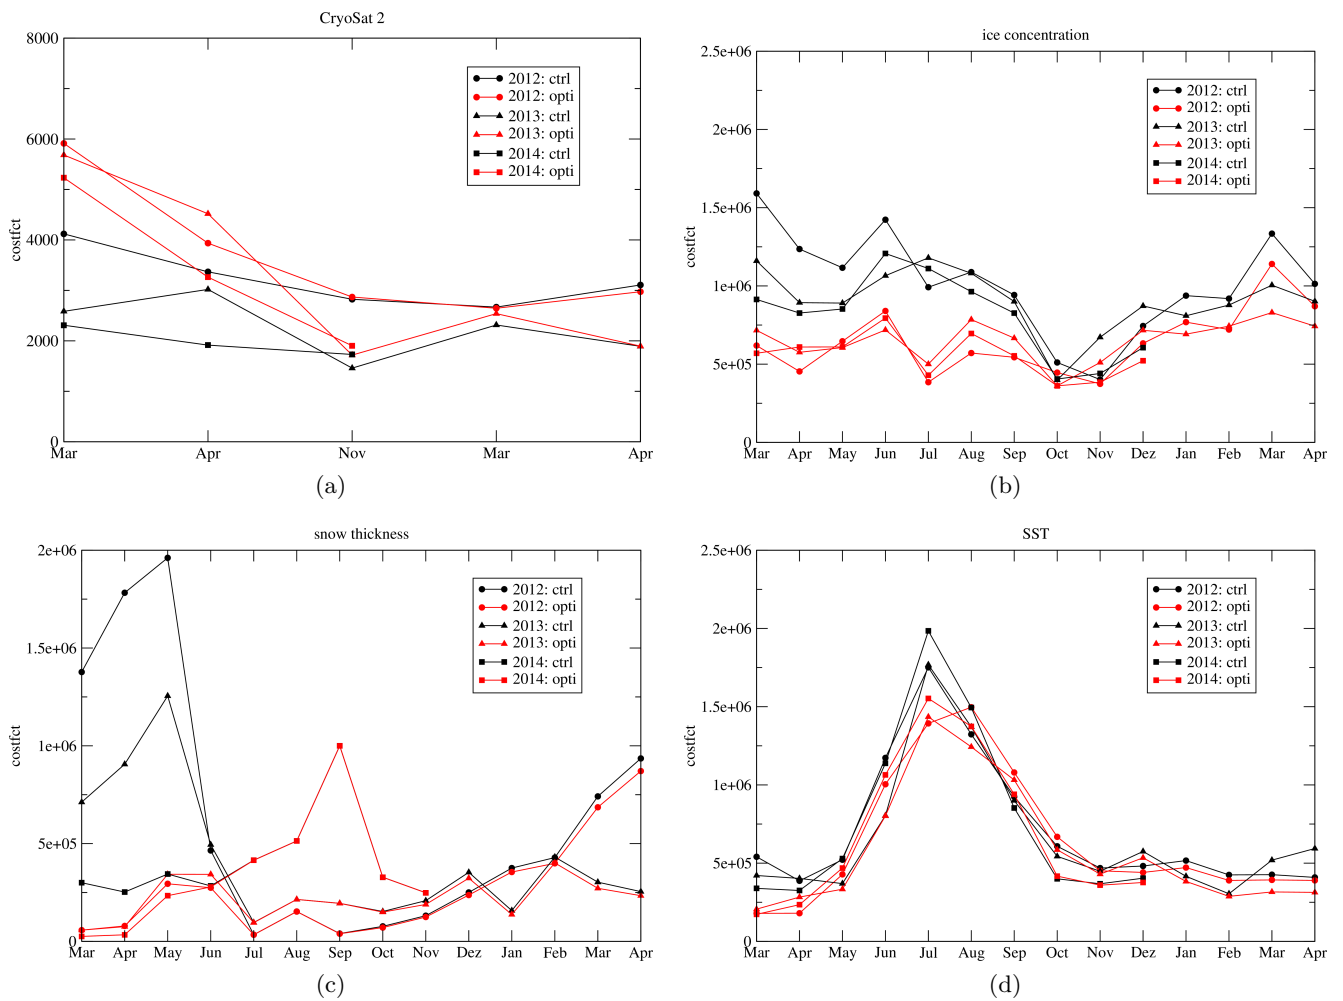 CryoSat 2
8000
6000
4000
2000
0
costfct
Mar Apr Nov Mar Apr
2012: ctrl
2012: opti
2013: ctrl
2013: opti
2014: ctrl
2014: opti
(a)
ice concentration
2.5e+06
2e+06
1.5e+06
1e+06
5e+05
0
costfct
Mar Apr May Jun Jul Aug Sep Oct Nov Dez Jan Feb Mar Apr
2012: ctrl
2012: opti
2013: ctrl
2013: opti
2014: ctrl
2014: opti
(b)
snow thickness
2e+06
1.5e+06
1e+06
5e+05
0
costfct
Mar Apr May Jun Jul Aug Sep Oct Nov Dez Jan Feb Mar Apr
2012: ctrl
2012: opti
2013: ctrl
2013: opti
2014: ctrl
2014: opti
(c)
SST
2.5e+06
2e+06
1.5e+06
1e+06
5e+05
0
costfct
Mar Apr May Jun Jul Aug Sep Oct Nov Dez Jan Feb Mar Apr
2012: ctrl
2012: opti
2013: ctrl
2013: opti
2014: ctrl
2014: opti
(d)